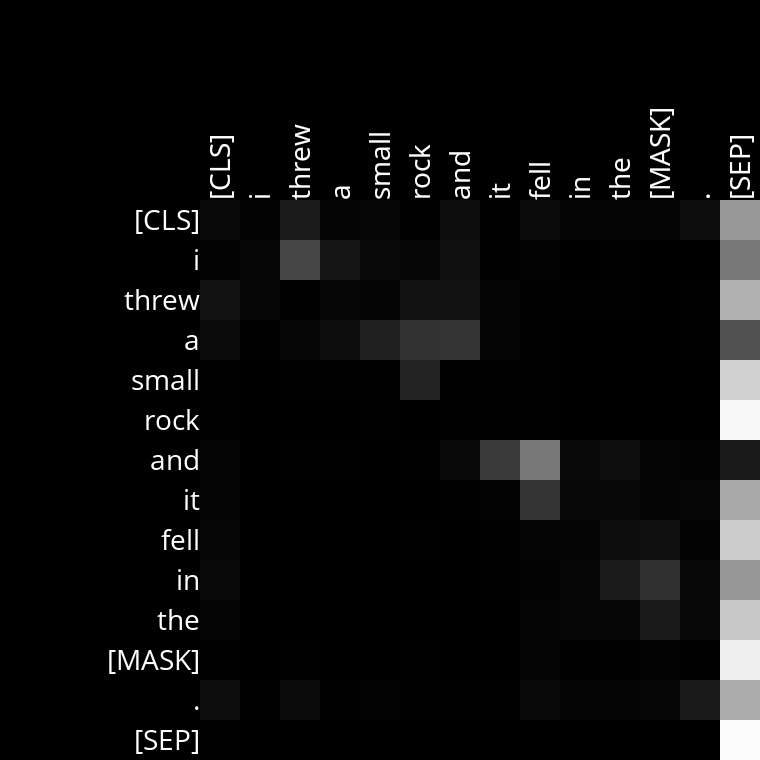 [CLS] i threw a small rock and it fell in the [MASK] . [SEP]
[CLS]
i
threw
a
small
rock
and
it
fell
in
the
[MASK]
.
[SEP]